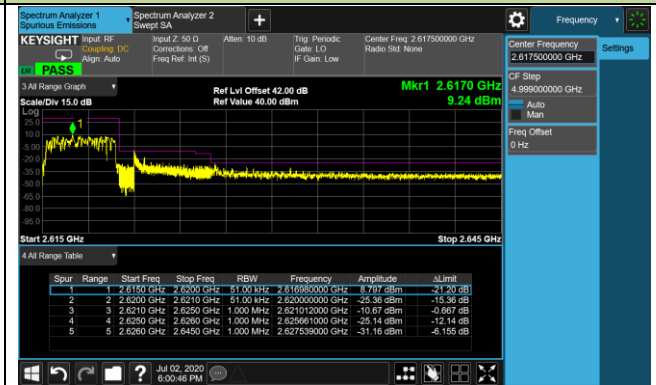 Spectrum Analyzer 1
Spurious Emissions
Spectrum Analyzer 2
Swept SA
Frequency
KEYSIGHT
Input: RF
Coupling: DC
Align: Auto
Input Z: 50 Ω
Corrections: Off
Freq Ref: Int (S)
Atten: 10 dB
Trig: Periodic
Gate: LO
IF Gain: Low
Center Freq: 2.617500000 GHz
Radio Std: None
PASS
Center Frequency
2.617500000 GHz
Settings
CF Step
4.999000000 GHz
Auto
Man
Freq Offset
0 Hz
3 All Range Graph
Ref Lvl Offset 42.00 dB
Mkr1 2.6170 GHz
Scale/Div 15.0 dB
Ref Value 40.00 dBm
9.24 dBm
Log
25.0
10.0
-5.00
-20.0
-35.0
-50.0
-65.0
-80.0
-95.0
1
Start 2.615 GHz
Stop 2.645 GHz
4 All Range Table
Spur Range Start Freq Stop Freq RBW Frequency Amplitude ΔLimit
1 1 2.6150 GHz 2.6200 GHz 51.00 kHz 2.616980000 GHz 8.797 dBm -21.20 dB
2 2 2.6200 GHz 2.6210 GHz 51.00 kHz 2.620000000 GHz -25.36 dBm -15.36 dB
3 3 2.6210 GHz 2.6250 GHz 1.000 MHz 2.621012000 GHz -10.67 dBm -0.667 dB
4 4 2.6250 GHz 2.6260 GHz 1.000 MHz 2.625661000 GHz -25.14 dBm -12.14 dB
5 5 2.6260 GHz 2.6450 GHz 1.000 MHz 2.627539000 GHz -31.16 dBm -6.155 dB
Jul 02, 2020
6:00:46 PM